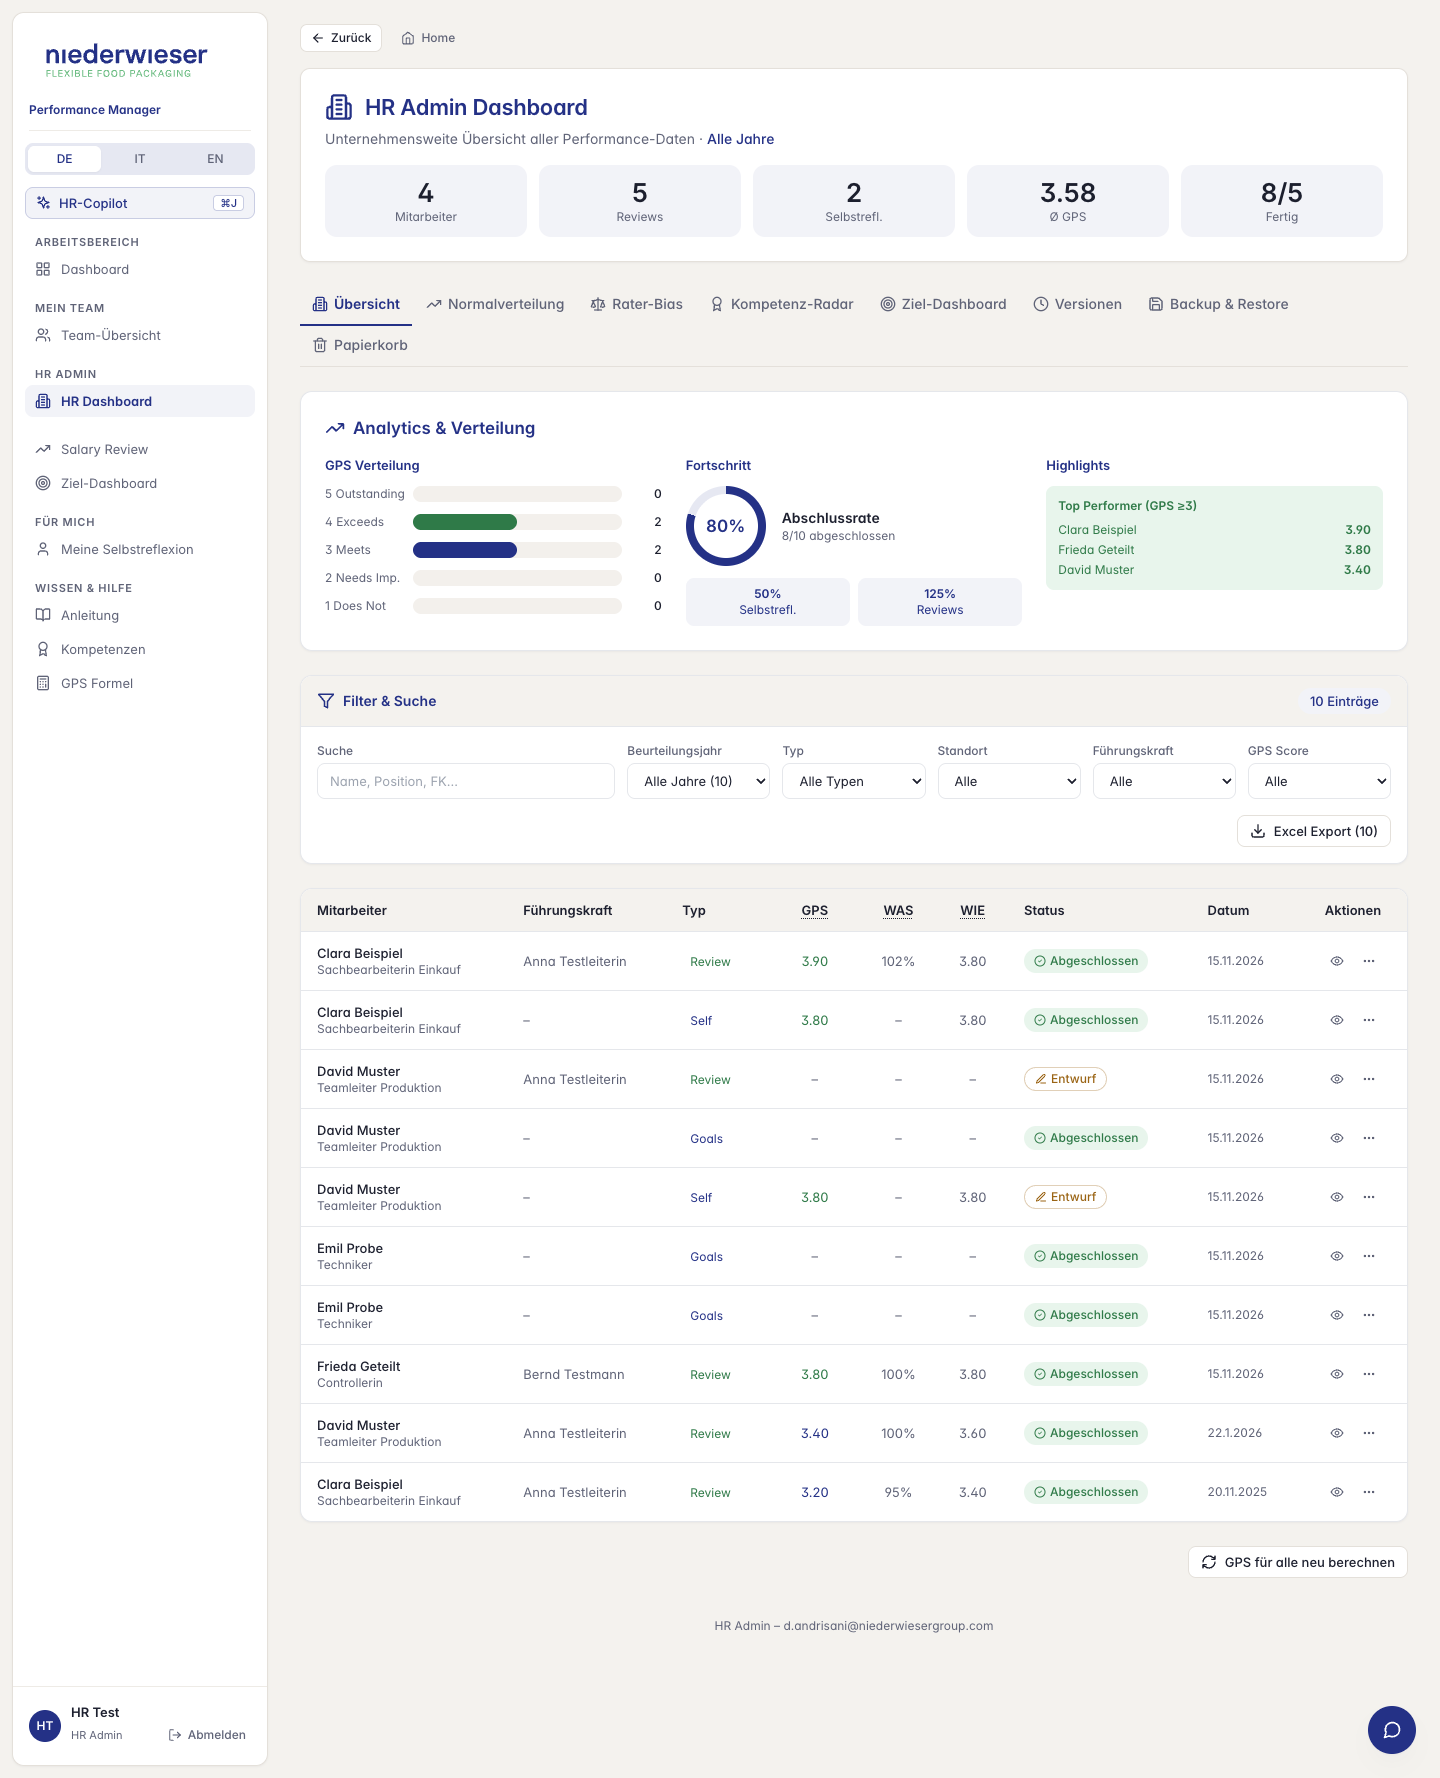 nıederwıeser
FLEXIBLE FOOD PACKAGING
Performance Manager
DE IT EN
HR-Copilot ⌘J
ARBEITSBEREICH
Dashboard
MEIN TEAM
Team-Übersicht
HR ADMIN
HR Dashboard
Salary Review
Ziel-Dashboard
FÜR MICH
Meine Selbstreflexion
WISSEN & HILFE
Anleitung
Kompetenzen
GPS Formel
HT
HR Test
HR Admin
Abmelden
Zurück Home
HR Admin Dashboard
Unternehmensweite Übersicht aller Performance-Daten · Alle Jahre
4 5 2 3.58 8/5
Mitarbeiter Reviews Selbstrefl. Ø GPS Fertig
Übersicht Normalverteilung Rater-Bias Kompetenz-Radar Ziel-Dashboard Versionen Backup & Restore
Papierkorb
Analytics & Verteilung
GPS Verteilung
5 Outstanding 0
4 Exceeds 2
3 Meets 2
2 Needs Imp. 0
1 Does Not 0
Fortschritt
80%
Abschlussrate
8/10 abgeschlossen
50% 125%
Selbstrefl. Reviews
Highlights
Top Performer (GPS ≥3)
Clara Beispiel 3.90
Frieda Geteilt 3.80
David Muster 3.40
Filter & Suche 10 Einträge
Suche Beurteilungsjahr Typ Standort Führungskraft GPS Score
Name, Position, FK... Alle Jahre (10) Alle Typen Alle Alle Alle
Excel Export (10)
Mitarbeiter Führungskraft Typ GPS WAS WIE Status Datum Aktionen
Clara Beispiel
Sachbearbeiterin Einkauf Anna Testleiterin Review 3.90 102% 3.80 Abgeschlossen 15.11.2026
Clara Beispiel
Sachbearbeiterin Einkauf – Self 3.80 – 3.80 Abgeschlossen 15.11.2026
David Muster
Teamleiter Produktion Anna Testleiterin Review – – – Entwurf 15.11.2026
David Muster
Teamleiter Produktion – Goals – – – Abgeschlossen 15.11.2026
David Muster
Teamleiter Produktion – Self 3.80 – 3.80 Entwurf 15.11.2026
Emil Probe
Techniker – Goals – – – Abgeschlossen 15.11.2026
Emil Probe
Techniker – Goals – – – Abgeschlossen 15.11.2026
Frieda Geteilt
Controllerin Bernd Testmann Review 3.80 100% 3.80 Abgeschlossen 15.11.2026
David Muster
Teamleiter Produktion Anna Testleiterin Review 3.40 100% 3.60 Abgeschlossen 22.1.2026
Clara Beispiel
Sachbearbeiterin Einkauf Anna Testleiterin Review 3.20 95% 3.40 Abgeschlossen 20.11.2025
GPS für alle neu berechnen
HR Admin – d.andrisani@niederwiesergroup.com